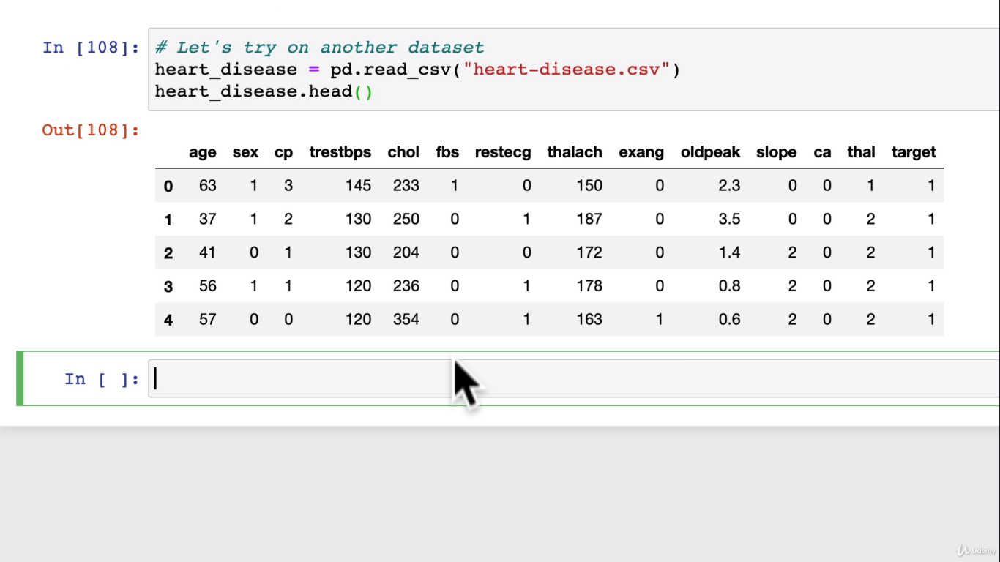 In [108]: # Let's try on another dataset
heart_disease = pd.read_csv("heart-disease.csv")
heart_disease.head()
Out[108]:
age sex cp trestbps chol fbs restecg thalach exang oldpeak slope ca thal target
0 63 1 3 145 233 1 0 150 0 2.3 0 0 1 1
1 37 1 2 130 250 0 1 187 0 3.5 0 0 2 1
2 41 0 1 130 204 0 0 172 0 1.4 2 0 2 1
3 56 1 1 120 236 0 1 178 0 0.8 2 0 2 1
4 57 0 0 120 354 0 1 163 1 0.6 2 0 2 1
In [ ]:
Udemy